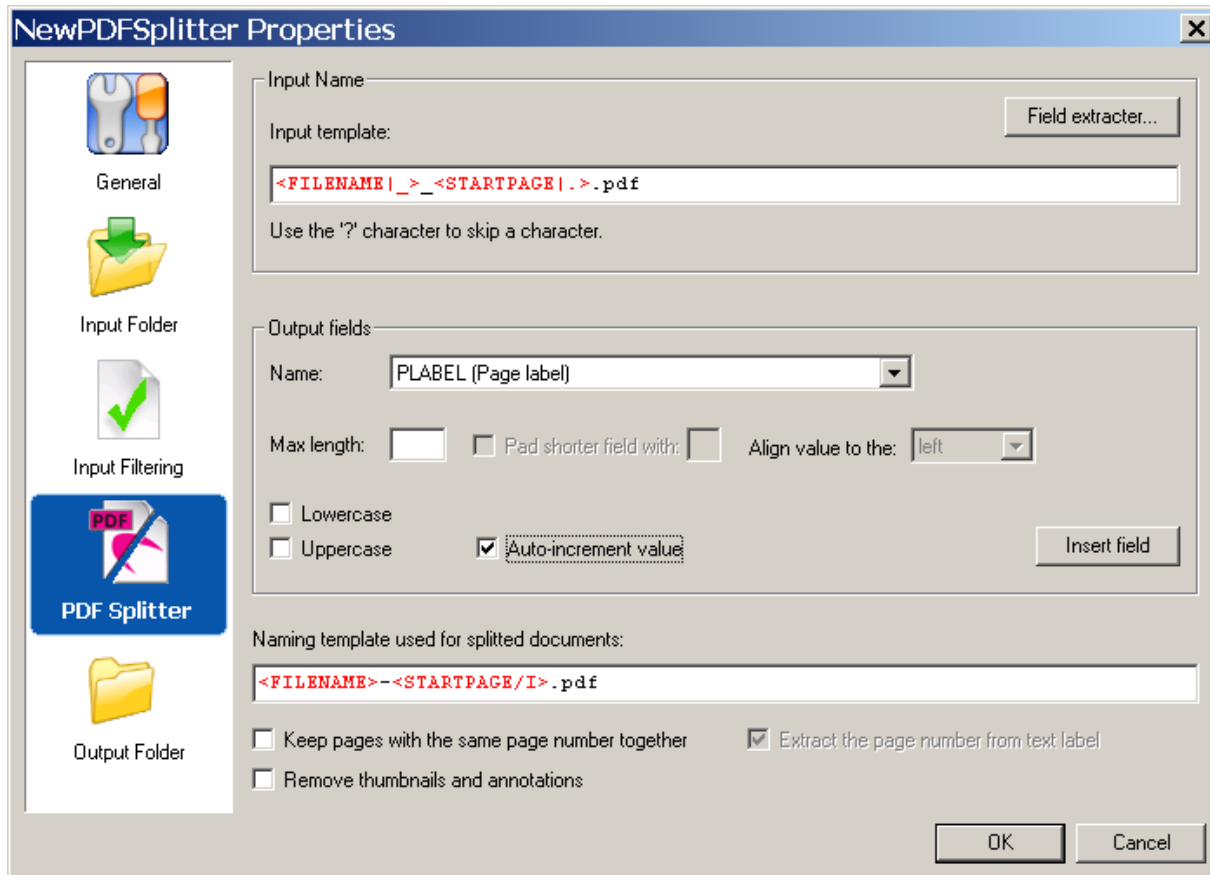 NewPDFSplitter Properties
General
Input Folder
Input Filtering
PDF
PDF Splitter
Output Folder
Input Name
Field extracter...
Input template:
<FILENAME|_>_<STARTPAGE|.>.pdf
Use the '?' character to skip a character.
Output fields
Name: PLABEL (Page label)
Max length: Pad shorter field with: Align value to the: left
Lowercase
Uppercase Auto-increment value Insert field
Naming template used for splitted documents:
<FILENAME>-<STARTPAGE/I>.pdf
Keep pages with the same page number together Extract the page number from text label
Remove thumbnails and annotations
OK Cancel